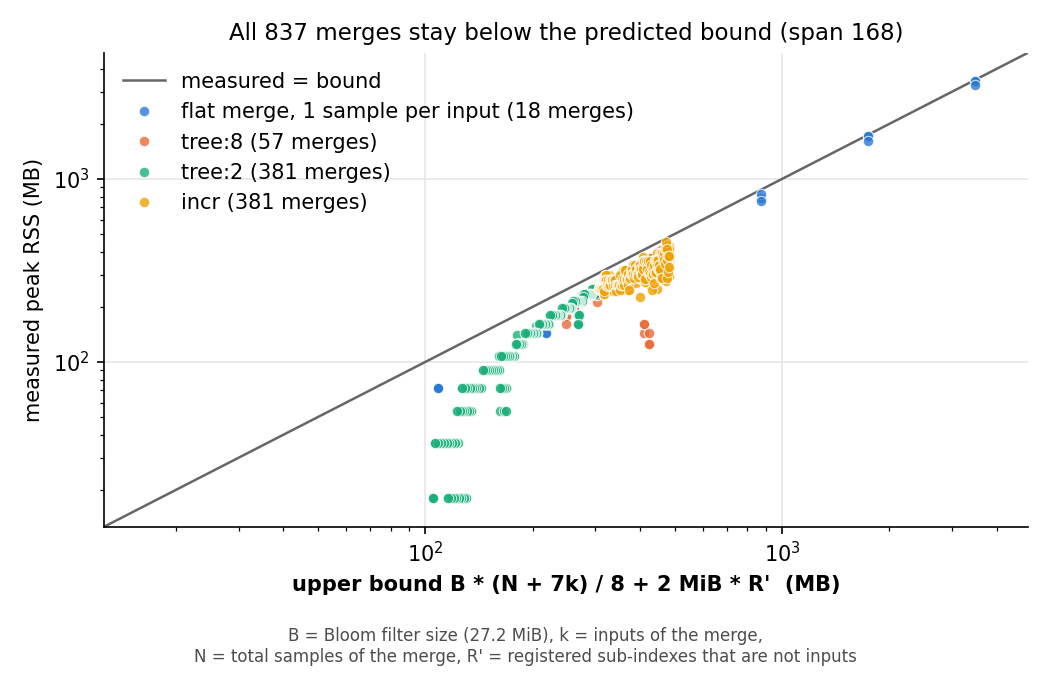 All 837 merges stay below the predicted bound (span 168)
measured = bound
flat merge, 1 sample per input (18 merges)
tree:8 (57 merges)
tree:2 (381 merges)
incr (381 merges)
measured peak RSS (MB)
10³
10²
10² 10³
upper bound B * (N + 7k) / 8 + 2 MiB * R' (MB)
B = Bloom filter size (27.2 MiB), k = inputs of the merge,
N = total samples of the merge, R' = registered sub-indexes that are not inputs